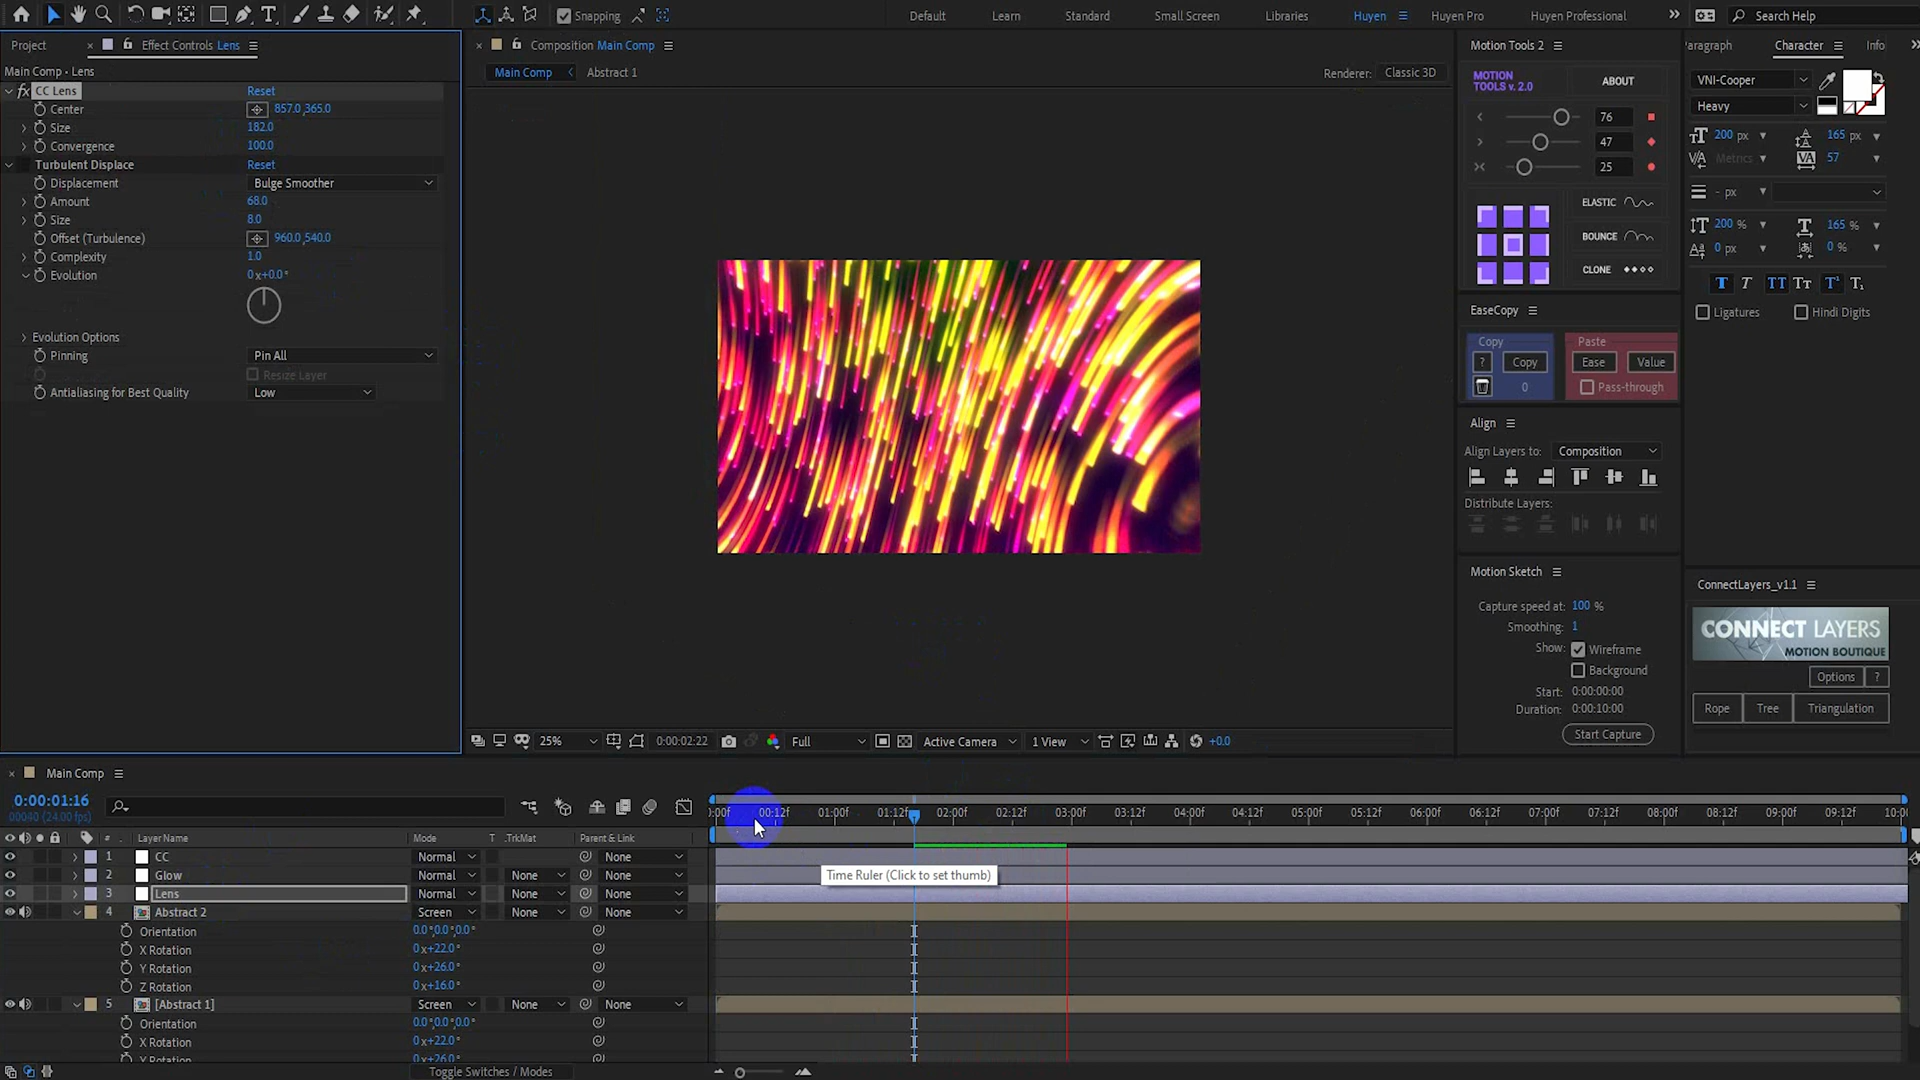 Snapping
Default
Learn
Standard
Small Screen
Libraries
Huyen
Huyen Pro
Huyen Professional
Search Help
Project
Effect Controls Lens
Composition Main Comp
Motion Tools 2
aragraph
Character
Info
Main Comp • Lens
Main Comp
Abstract 1
Renderer:
Classic 3D
MOTION
TOOLS v. 2.0
ABOUT
VNI-Cooper
Heavy
fx CC Lens
Reset
Center
857.0,365.0
Size
182.0
Convergence
100.0
Turbulent Displace
Reset
Displacement
Bulge Smoother
Amount
68.0
Size
8.0
Offset (Turbulence)
960.0,540.0
Complexity
1.0
Evolution
0x+0.0°
Evolution Options
Pinning
Pin All
Resize Layer
Antialiasing for Best Quality
Low
76
47
25
ELASTIC
BOUNCE
CLONE
200 px
165 px
Metrics
57
- px
200 %
165 %
0 px
0 %
Ligatures
Hindi Digits
EaseCopy
Copy
Paste
?
Copy
Ease
Value
0
Pass-through
Align
Align Layers to:
Composition
Distribute Layers:
Motion Sketch
Capture speed at: 100 %
Smoothing: 1
Show:
Wireframe
Background
Start: 0:00:00:00
Duration: 0:00:10:00
Start Capture
ConnectLayers_v1.1
CONNECT LAYERS
MOTION BOUTIQUE
Options
?
Rope
Tree
Triangulation
25%
0:00:02:22
Full
Active Camera
1 View
+0.0
Main Comp
0:00:01:16
00040 (24.00 fps)
:00f
00:12f
01:00f
01:12f
02:00f
02:12f
03:00f
03:12f
04:00f
04:12f
05:00f
05:12f
06:00f
06:12f
07:00f
07:12f
08:00f
08:12f
09:00f
09:12f
10:0
#
Layer Name
Mode
T .TrkMat
Parent & Link
1
CC
Normal
None
2
Glow
Normal
None
None
3
Lens
Normal
None
None
4
Abstract 2
Screen
None
None
Orientation
0.0°,0.0°,0.0°
X Rotation
0x+22.0°
Y Rotation
0x+26.0°
Z Rotation
0x+16.0°
5
[Abstract 1]
Screen
None
None
Orientation
0.0°,0.0°,0.0°
X Rotation
0x+22.0°
Y Rotation
0x+26.0°
Time Ruler (Click to set thumb)
Toggle Switches / Modes